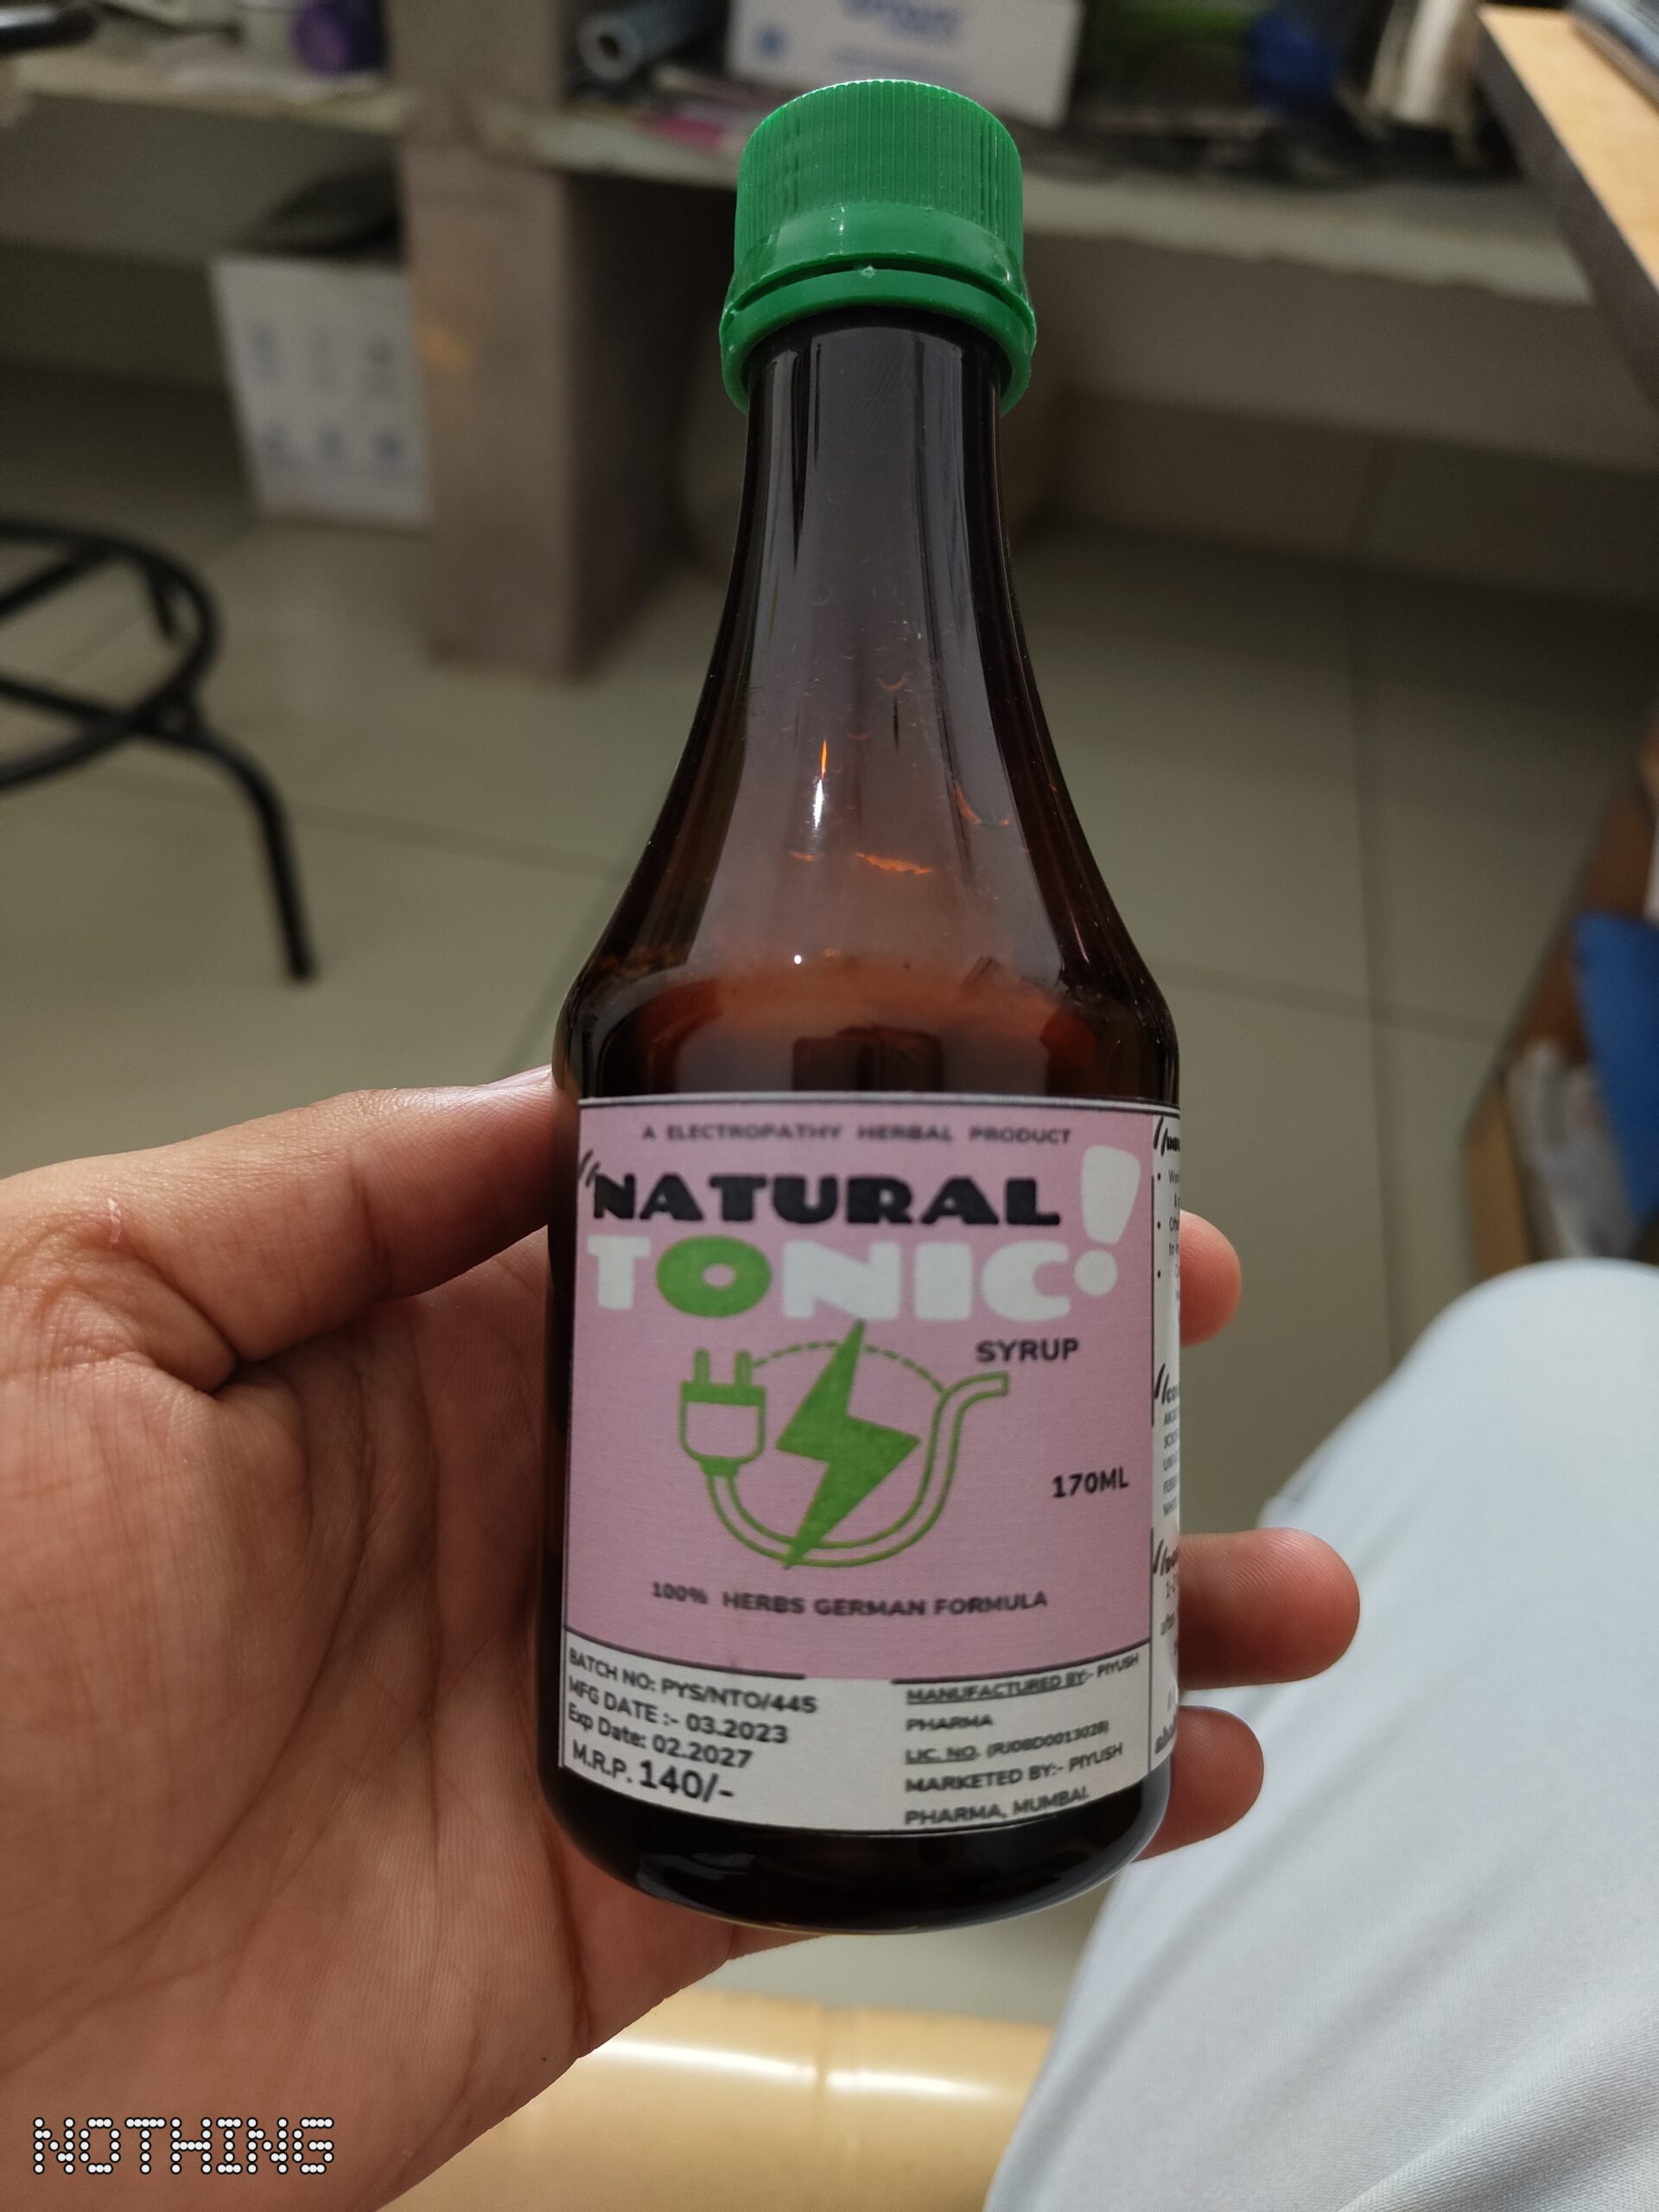 A ELECTROPATHY HERBAL PRODUCT
NATURAL
TONIC!
SYRUP
170ML
100% HERBS GERMAN FORMULA
BATCH NO: PYS/NTO/445
MFG DATE :- 03.2023
Exp Date: 02.2027
M.R.P. 140/-
MANUFACTURED BY:- PIYUSH
PHARMA
LIC. NO. (RJ08D0013028)
MARKETED BY:- PIYUSH
PHARMA, MUMBAI.
NOTHING